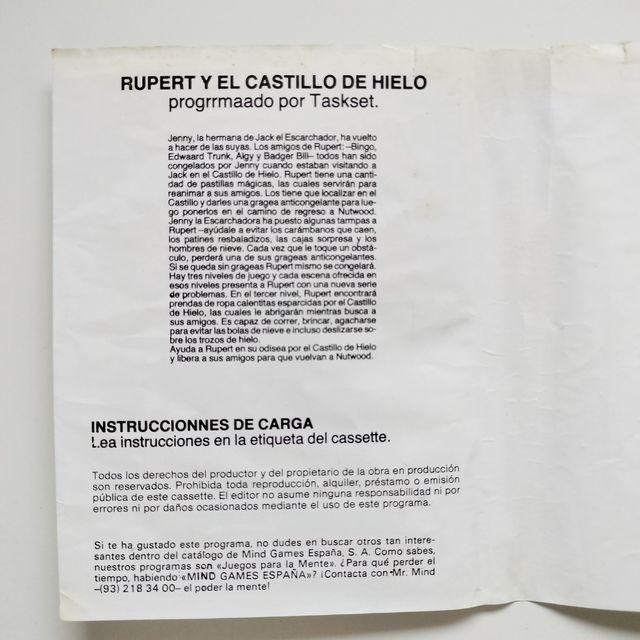 RUPERT Y EL CASTILLO DE HIELO
progrrmaado por Taskset.
Jenny, la hermana de Jack el Escarchador, ha vuelto
a hacer de las suyas. Los amigos de Rupert: –Bingo,
Edwaard Trunk, Algy y Badger Bill– todos han sido
congelados por Jenny cuando estaban visitando a
Jack en el Castillo de Hielo. Rupert tiene una canti-
dad de pastillas mágicas, las cuales servirán para
reanimar a sus amigos. Los tiene que localizar en el
Castillo y darles una gragea anticongelante para lue-
go ponerlos en el camino de regreso a Nutwood.
Jenny la Escarchadora ha puesto algunas tarmpas a
Rupert –ayúdale a evitar los carámbanos que caen,
los patines resbaladizos, las cajas sorpresa y los
hombres de nieve. Cada vez que le toque un obstá-
culo, perderá una de sus grageas anticongelantes.
Si se queda sin grageas Rupert mismo se congelará.
Hay tres niveles de juego y cada escena ofrecida en
esos niveles presenta a Rupert con una nueva serie
de problemas. En el tercer nivel, Rupert encontrará
prendas de ropa calentitas esparcidas por el Castillo
de Hielo, las cuales le abrigarán mientras busca a
sus amigos. Es capaz de correr, brincar, agacharse
para evitar las bolas de nieve e incluso deslizarse so-
bre los trozos de hielo.
Ayuda a Rupert en su odisea por el Castillo de Hielo
y libera a sus amigos para que vuelvan a Nutwood.
INSTRUCCIONNES DE CARGA
Lea instrucciones en la etiqueta del cassette.
Todos los derechos del productor y del propietario de la obra en producción
son reservados. Prohibida toda reproducción, alquiler, préstamo o emisión
pública de este cassette. El editor no asume ninguna responsabilidad ni por
errores ni por daños ocasionados mediante el uso de este programa.
Si te ha gustado este programa, no dudes en buscar otros tan intere-
santes dentro del catálogo de Mind Games España, S. A. Como sabes,
nuestros programas son «Juegos para la Mente». ¿Para qué perder el
tiempo, habiendo «MIND GAMES ESPAÑA»? ¡Contacta con Mr. Mind
–(93) 218 34 00– el poder la mente!